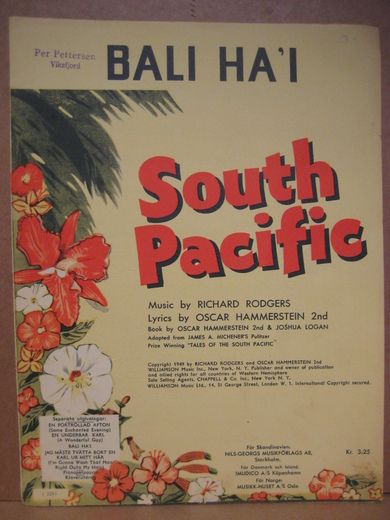 Per Pettersen
Viksfjord
BALI HA'I
South
Pacific
Music by RICHARD RODGERS
Lyrics by OSCAR HAMMERSTEIN 2nd
Book by OSCAR HAMMERSTEIN 2nd & JOSHUA LOGAN
Adapted from JAMES A. MICHENER'S Pulitzer
Prize Winning "TALES OF THE SOUTH PACIFIC"
Copyright 1949 by RICHARD RODGERS and OSCAR HAMMERSTEIN 2nd
WILLIAMSON Music Inc., New York, N. Y. Publisher and owner of publication
and allied rights for all countries of Western Hemisphere
Sole Selling Agents, CHAPPELL & Co. Inc., New York N. Y.
WILLIAMSON Music Ltd., 14, St George Street, London W. 1. International Copyright secured.
Separata utgivningar:
EN FÖRTROLLAD AFTON
(Some Enchanted Evening)
EN UNDERBAR KARL
(A Wonderful Guy)
BALI HA'I
JAG MÅSTE TVÄTTA BORT EN
KARL UR MITT HÅR
(I'm Gonna Wash That Man
Right Outa My Hair)
För Skandinavien:
NILS-GEORGS MUSIKFÖRLAGS AB,
Stockholm.
För Danmark och Island:
IMUDICO A/S Köpenhamn
För Norge:
MUSIKK-HUSET A/S Oslo
Kr. 3,25